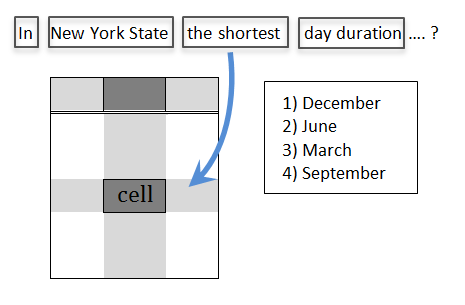 In New York State the shortest day duration .... ?
1) December
2) June
3) March
4) September
cell